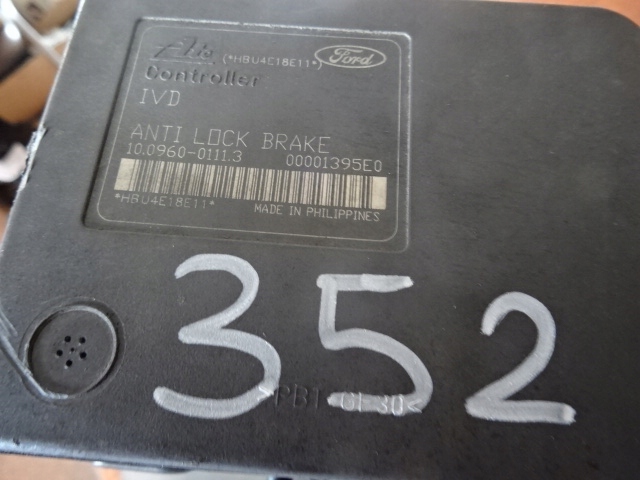 Ate (*HBU4E18E11*) Ford
Controller
IVD
ANTI LOCK BRAKE
10.0960-0111.3 00001395E0
*HBU4E18E11* MADE IN PHILIPPINES
352
>PBT-GF30<